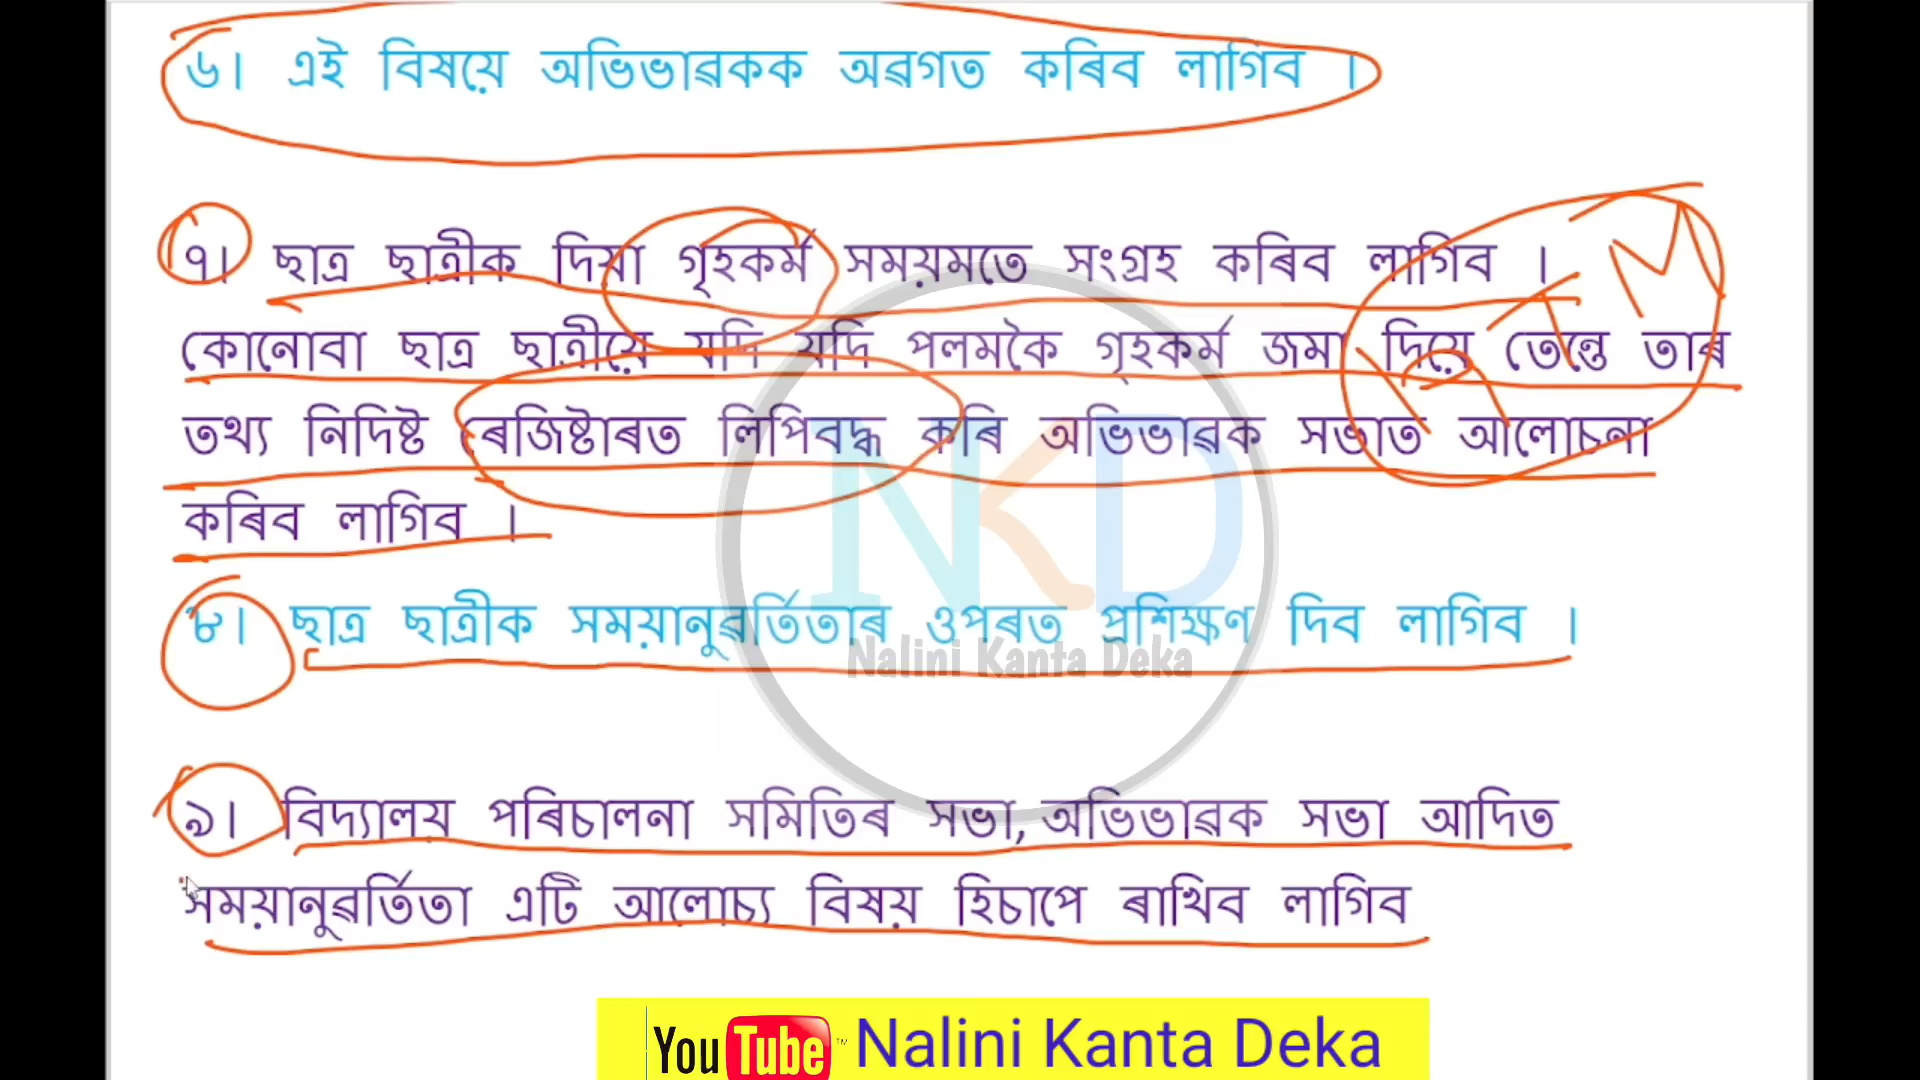 ৬। এই বিষয়ে অভিভাৱকক অৱগত কৰিব লাগিব ।
৭। ছাত্ৰ ছাত্ৰীক দিয়া গৃহকৰ্ম সময়মতে সংগ্ৰহ কৰিব লাগিব ।
কোনোবা ছাত্ৰ ছাত্ৰীয়ে যদি যদি পলমকৈ গৃহকৰ্ম জমা দিয়ে তেন্তে তাৰ
তথ্য নিদিষ্ট ৰেজিষ্টাৰত লিপিবদ্ধ কৰি অভিভাৱক সভাত আলোচনা
কৰিব লাগিব ।
৮। ছাত্ৰ ছাত্ৰীক সময়ানুৱৰ্তিতাৰ ওপৰত প্ৰশিক্ষণ দিব লাগিব ।
৯। বিদ্যালয় পৰিচালনা সমিতিৰ সভা, অভিভাৱক সভা আদিত
সময়ানুৱৰ্তিতা এটি আলোচ্য বিষয় হিচাপে ৰাখিব লাগিব
NKD
Nalini Kanta Deka
YouTube™ Nalini Kanta Deka